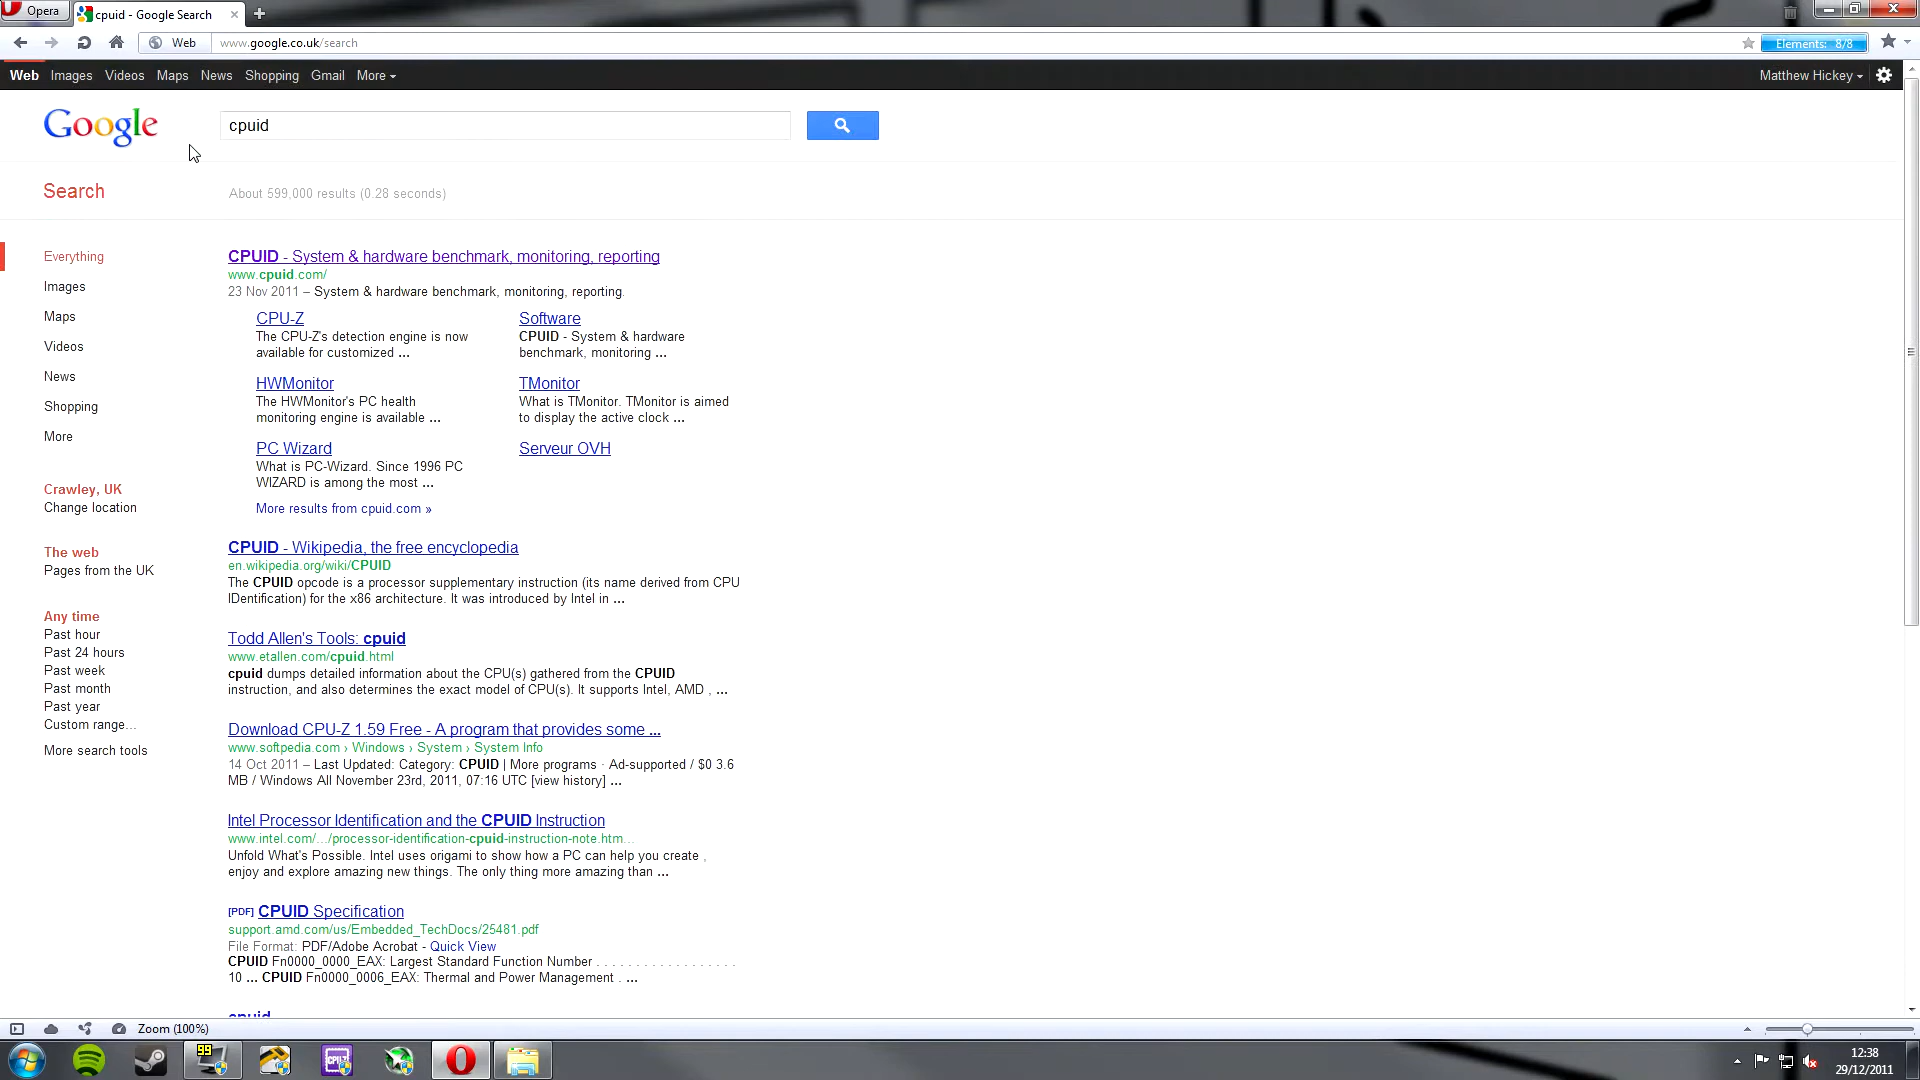 Opera
cpuid - Google Search
Web
www.google.co.uk/search
Elements: 8/8
Web Images Videos Maps News Shopping Gmail More
Matthew Hickey
Google
cpuid
Search
About 599,000 results (0.28 seconds)
Everything
Images
Maps
Videos
News
Shopping
More
Crawley, UK
Change location
The web
Pages from the UK
Any time
Past hour
Past 24 hours
Past week
Past month
Past year
Custom range...
More search tools
CPUID - System & hardware benchmark, monitoring, reporting
www.cpuid.com/
23 Nov 2011 – System & hardware benchmark, monitoring, reporting.
CPU-Z
The CPU-Z's detection engine is now
available for customized ...
Software
CPUID - System & hardware
benchmark, monitoring ...
HWMonitor
The HWMonitor's PC health
monitoring engine is available ...
TMonitor
What is TMonitor. TMonitor is aimed
to display the active clock ...
PC Wizard
What is PC-Wizard. Since 1996 PC
WIZARD is among the most ...
Serveur OVH
More results from cpuid.com »
CPUID - Wikipedia, the free encyclopedia
en.wikipedia.org/wiki/CPUID
The CPUID opcode is a processor supplementary instruction (its name derived from CPU
IDentification) for the x86 architecture. It was introduced by Intel in ...
Todd Allen's Tools: cpuid
www.etallen.com/cpuid.html
cpuid dumps detailed information about the CPU(s) gathered from the CPUID
instruction, and also determines the exact model of CPU(s). It supports Intel, AMD , ...
Download CPU-Z 1.59 Free - A program that provides some ...
www.softpedia.com › Windows › System › System Info
14 Oct 2011 – Last Updated: Category: CPUID | More programs · Ad-supported / $0 3.6
MB / Windows All November 23rd, 2011, 07:16 UTC [view history] ...
Intel Processor Identification and the CPUID Instruction
www.intel.com/.../processor-identification-cpuid-instruction-note.htm...
Unfold What's Possible. Intel uses origami to show how a PC can help you create ,
enjoy and explore amazing new things. The only thing more amazing than ...
[PDF] CPUID Specification
support.amd.com/us/Embedded_TechDocs/25481.pdf
File Format: PDF/Adobe Acrobat - Quick View
CPUID Fn0000_0000_EAX: Largest Standard Function Number . . . . . . . . . . . . . . . . . .
10 ... CPUID Fn0000_0006_EAX: Thermal and Power Management . ...
cpuid
Zoom (100%)
99
CPU-Z
12:38
29/12/2011